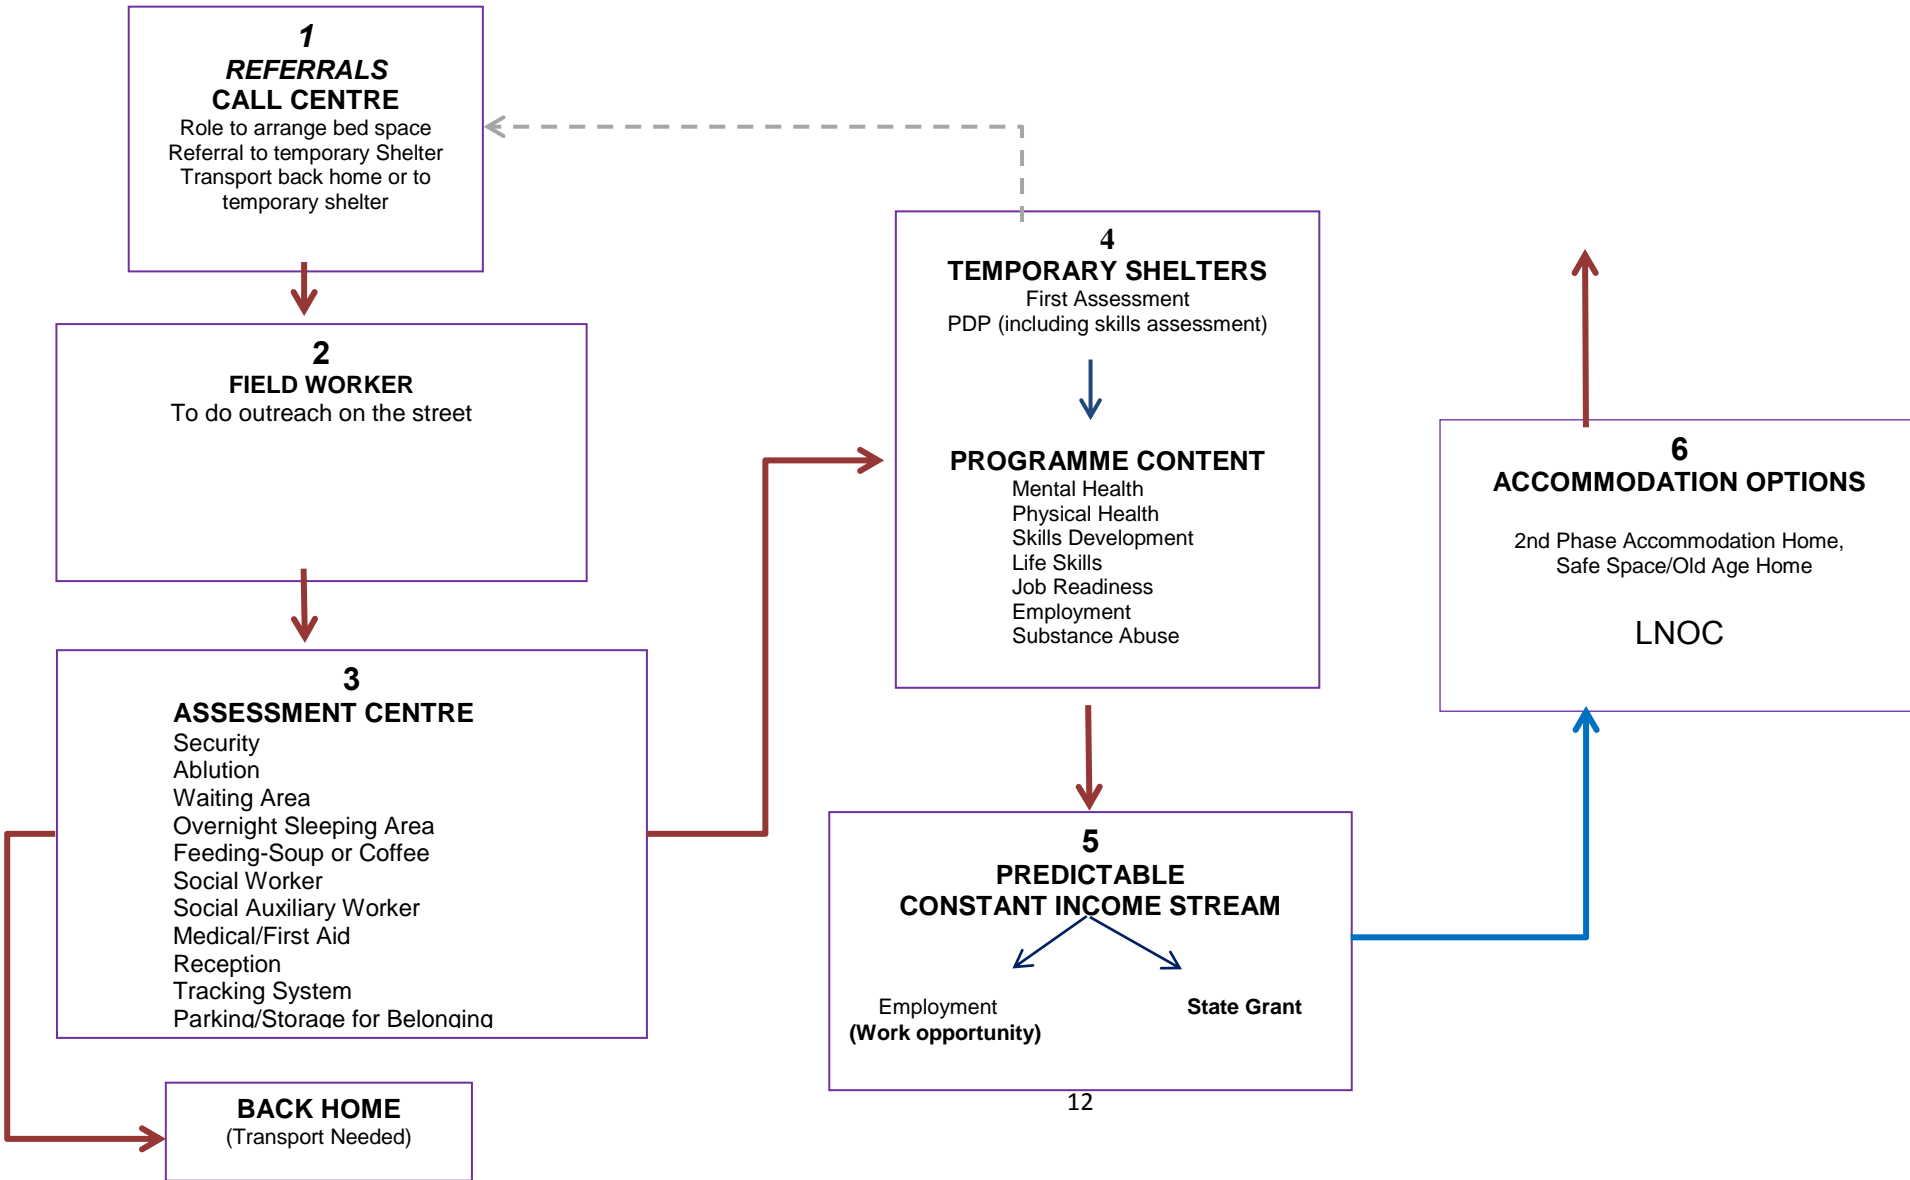 1
REFERRALS
CALL CENTRE
Role to arrange bed space
Referral to temporary Shelter
Transport back home or to
temporary shelter
2
FIELD WORKER
To do outreach on the street
3
ASSESSMENT CENTRE
Security
Ablution
Waiting Area
Overnight Sleeping Area
Feeding-Soup or Coffee
Social Worker
Social Auxiliary Worker
Medical/First Aid
Reception
Tracking System
Parking/Storage for Belonging
BACK HOME
(Transport Needed)
4
TEMPORARY SHELTERS
First Assessment
PDP (including skills assessment)
PROGRAMME CONTENT
Mental Health
Physical Health
Skills Development
Life Skills
Job Readiness
Employment
Substance Abuse
5
PREDICTABLE
CONSTANT INCOME STREAM
Employment
(Work opportunity)
State Grant
6
ACCOMMODATION OPTIONS
2nd Phase Accommodation Home,
Safe Space/Old Age Home
LNOC
12